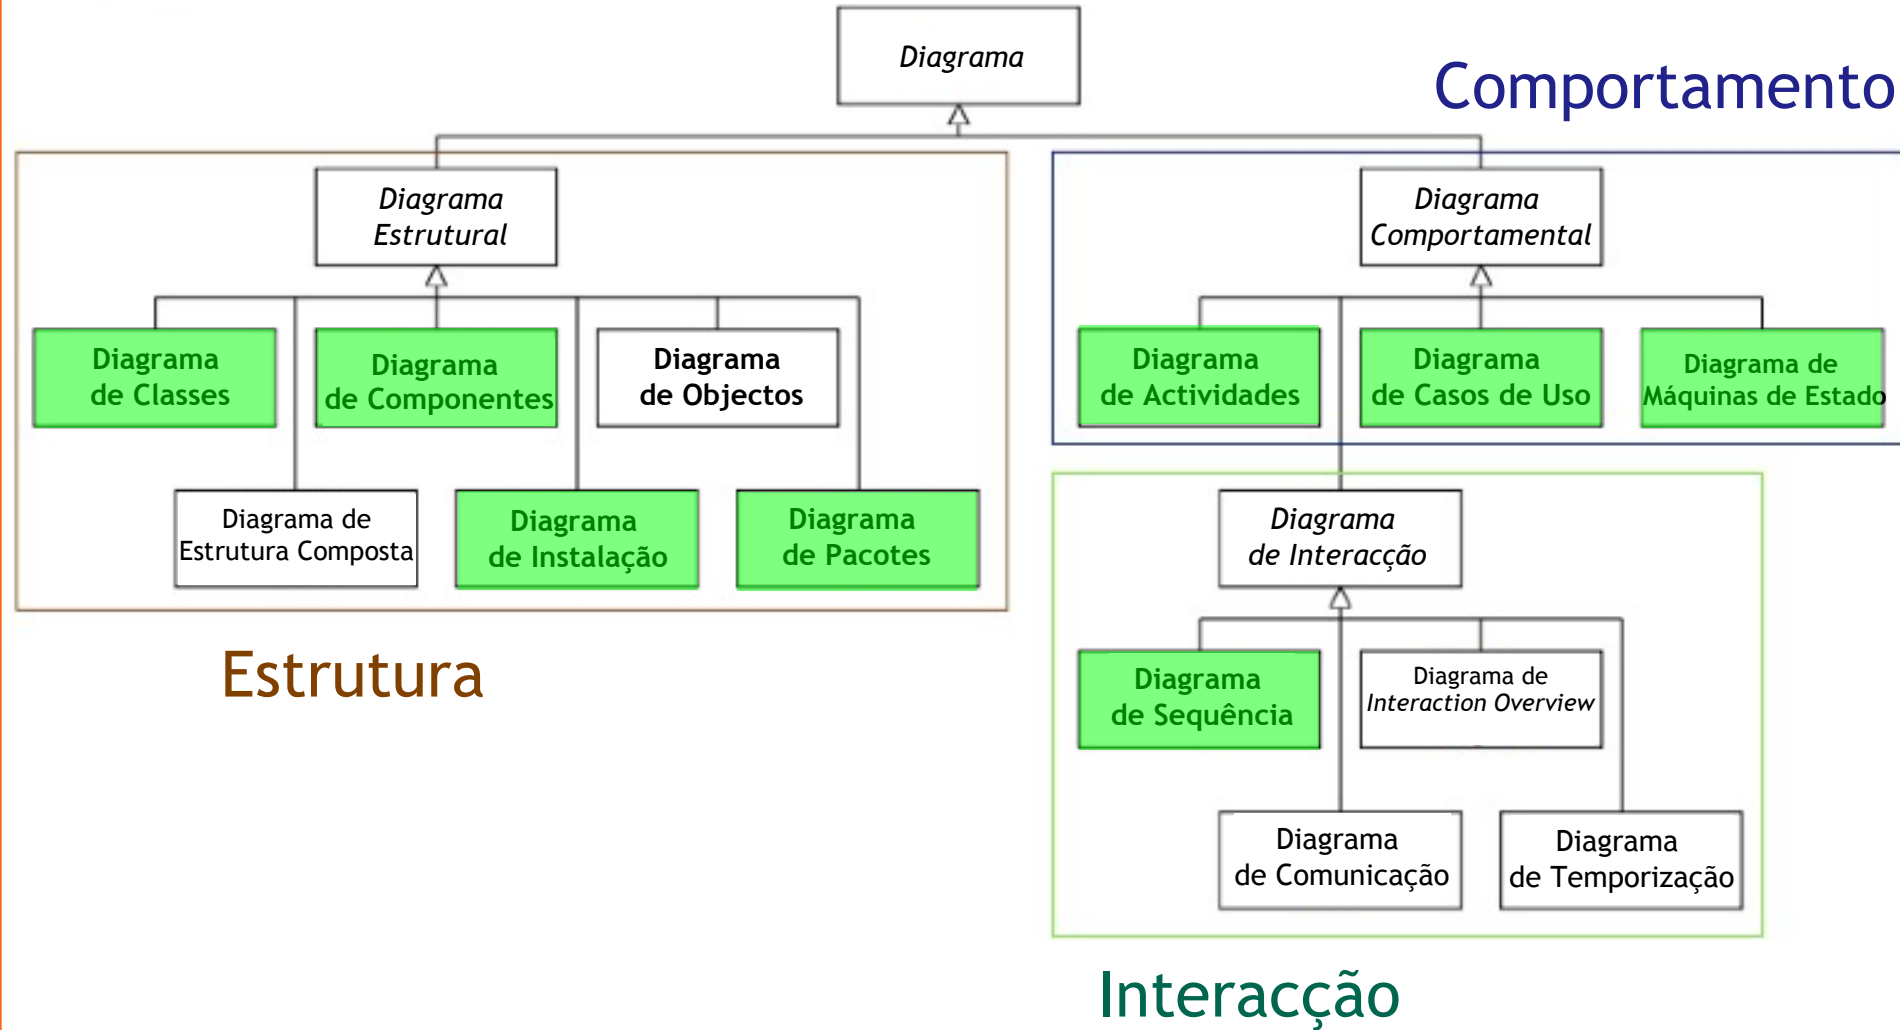 Diagrama
Comportamento
Diagrama
Estrutural
Diagrama
Comportamental
Diagrama
de Classes
Diagrama
de Componentes
Diagrama
de Objectos
Diagrama
de Actividades
Diagrama
de Casos de Uso
Diagrama de
Máquinas de Estado
Diagrama de
Estrutura Composta
Diagrama
de Instalação
Diagrama
de Pacotes
Diagrama
de Interacção
Estrutura
Diagrama
de Sequência
Diagrama de
Interaction Overview
Diagrama
de Comunicação
Diagrama
de Temporização
Interacção